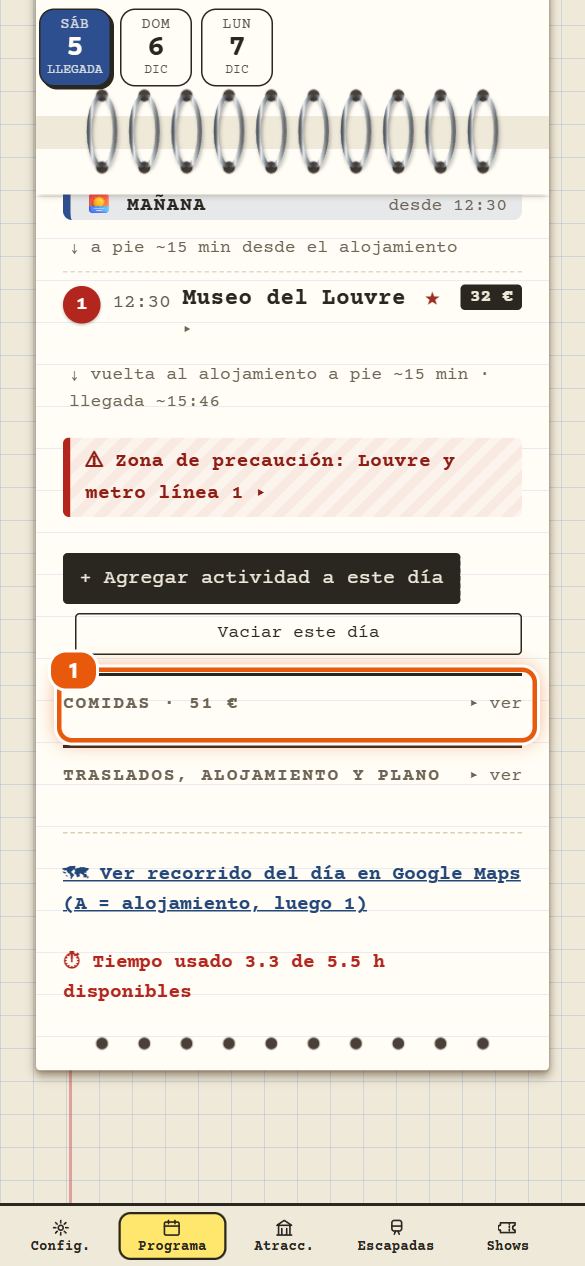 SÁB
5
LLEGADA
DOM
6
DIC
LUN
7
DIC
MAÑANA desde 12:30
↓ a pie ~15 min desde el alojamiento
1 12:30 Museo del Louvre ★ 32 €
▸
↓ vuelta al alojamiento a pie ~15 min ·
llegada ~15:46
⚠ Zona de precaución: Louvre y
metro línea 1 ▸
+ Agregar actividad a este día
Vaciar este día
1
COMIDAS · 51 € ▸ ver
TRASLADOS, ALOJAMIENTO Y PLANO ▸ ver
🗺 Ver recorrido del día en Google Maps
(A = alojamiento, luego 1)
⏱ Tiempo usado 3.3 de 5.5 h
disponibles
Config. Programa Atracc. Escapadas Shows